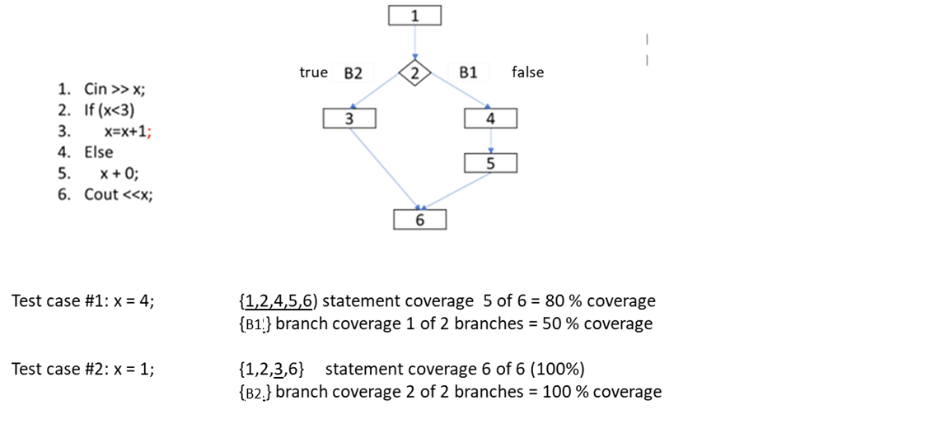 1
true B2 2 B1 false
1. Cin >> x;
2. If (x<3)
3. x=x+1;
4. Else
5. x + 0;
6. Cout <<x;
3
4
5
6
Test case #1: x = 4;
{1,2,4,5,6) statement coverage 5 of 6 = 80 % coverage
{B1;} branch coverage 1 of 2 branches = 50 % coverage
Test case #2: x = 1;
{1,2,3,6} statement coverage 6 of 6 (100%)
{B2,} branch coverage 2 of 2 branches = 100 % coverage